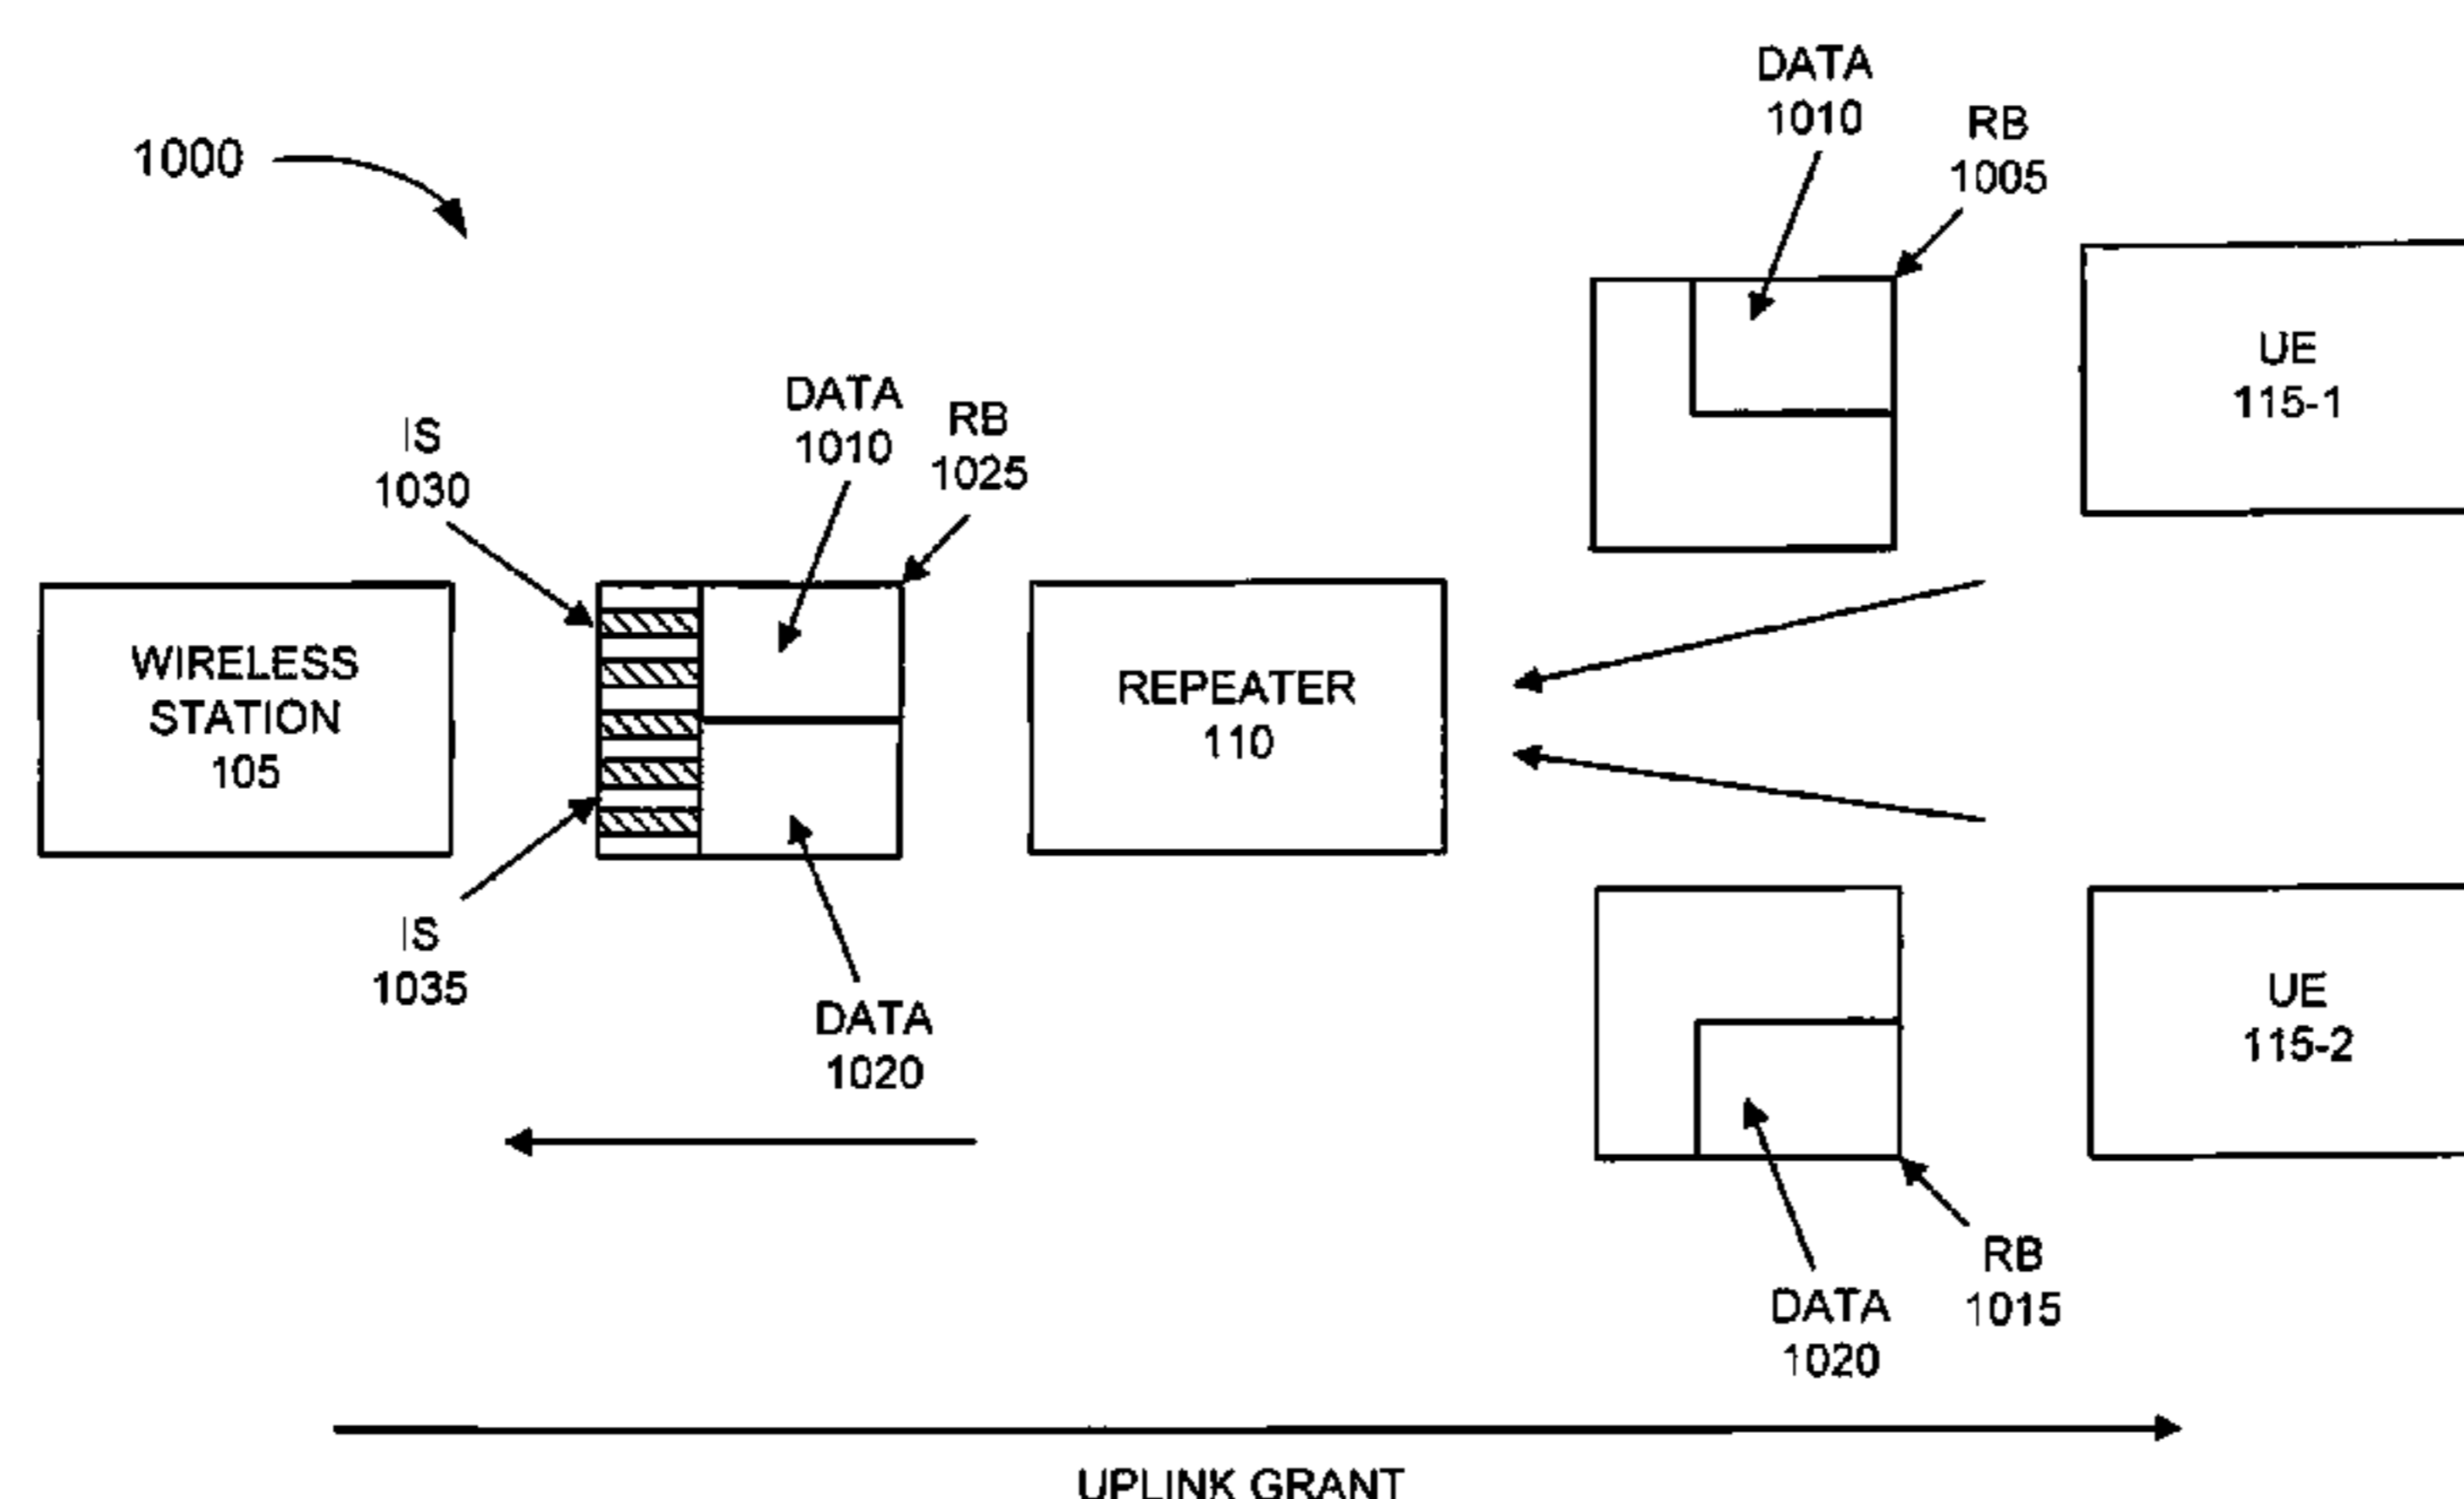 1000
DATA
1010
RB
1005
UE
115-1
DATA
1010
RB
1025
IS
1030
WIRELESS
STATION
105
REPEATER
110
IS
1035
DATA
1020
UE
115-2
RB
1015
DATA
1020
UPLINK GRANT